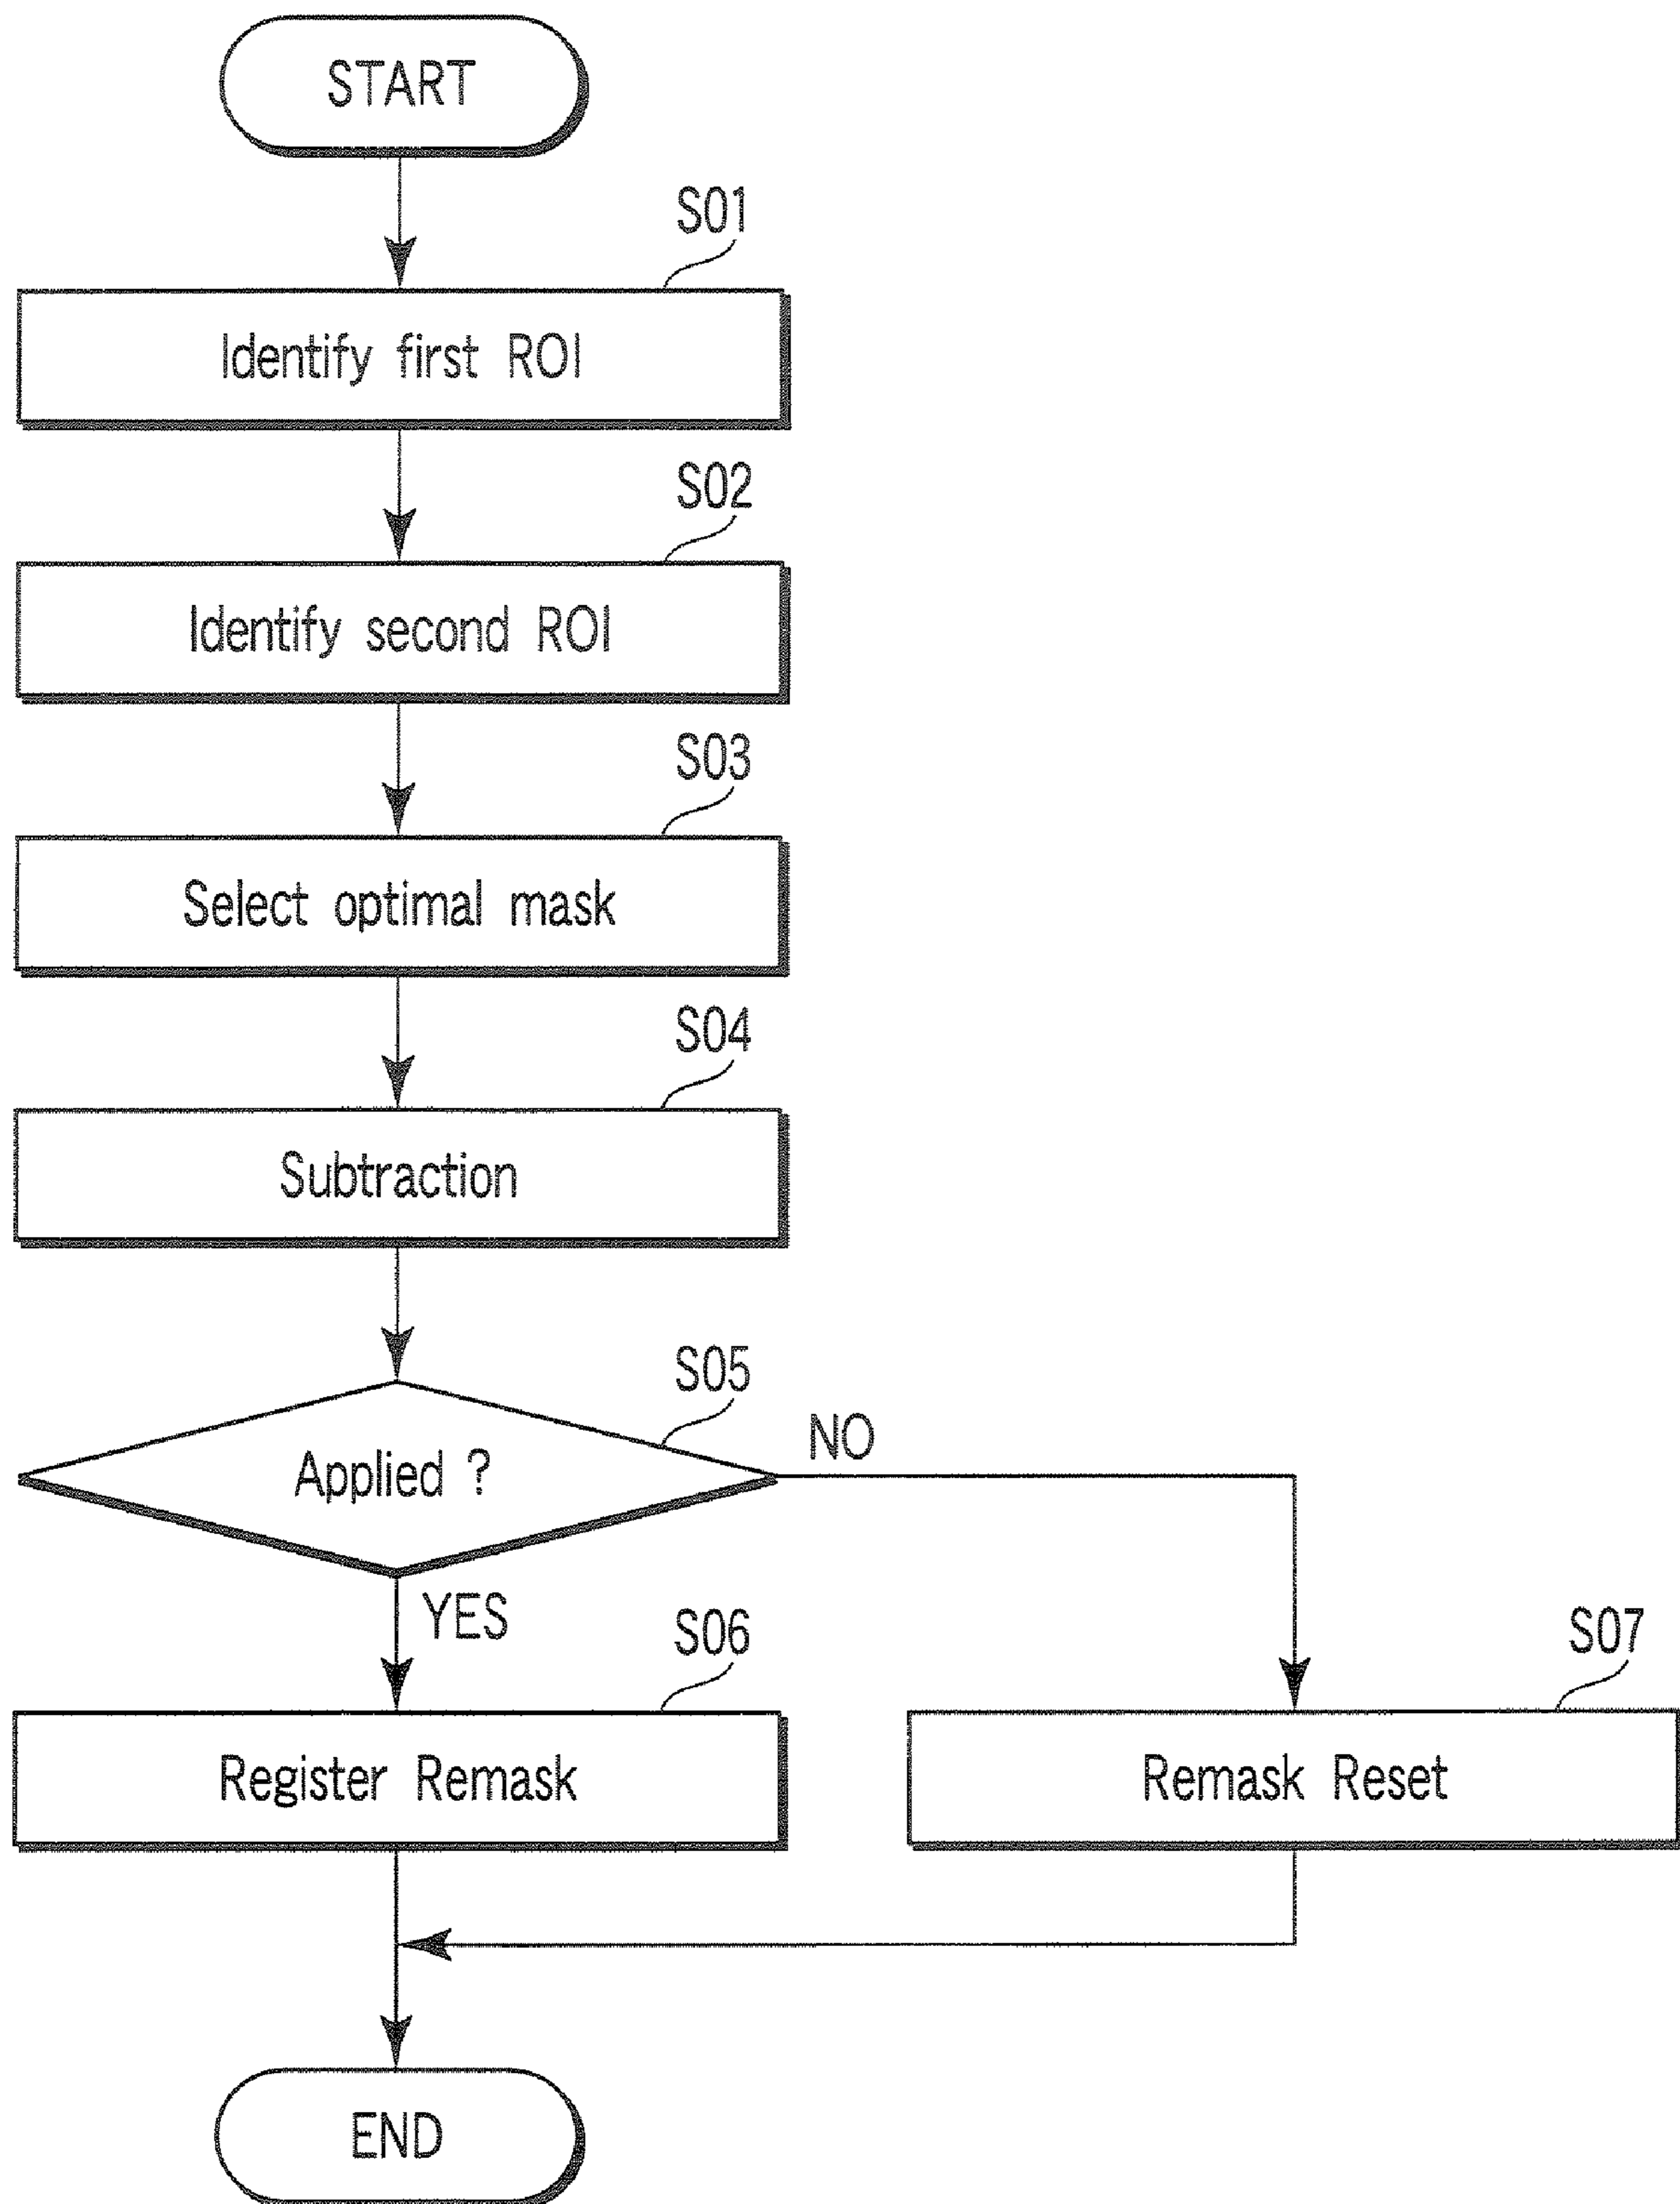 START
S01
Identify first ROI
S02
Identify second ROI
S03
Select optimal mask
S04
Subtraction
S05
Applied ?
NO
YES
S06
S07
Register Remask
Remask Reset
END